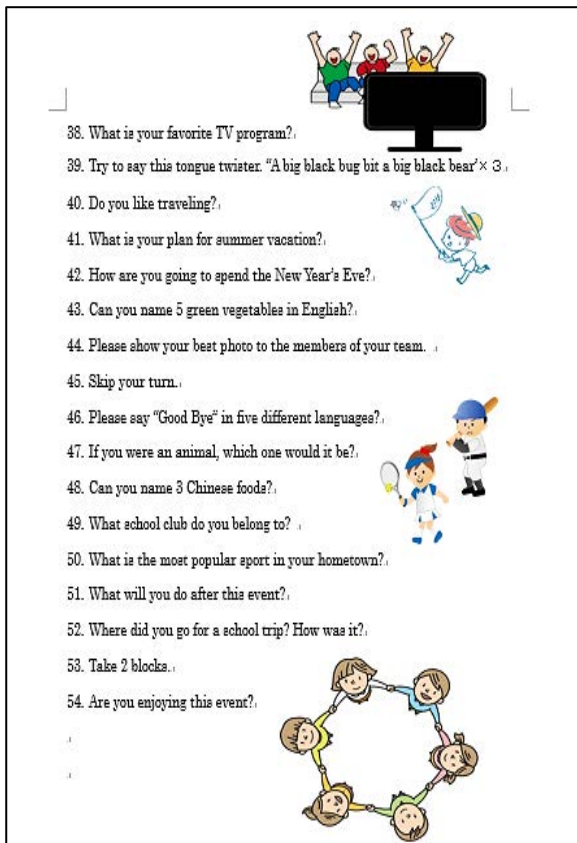 38. What is your favorite TV program?
39. Try to say this tongue twister. “A big black bug bit a big black bear’×３.
40. Do you like traveling?
41. What is your plan for summer vacation?
42. How are you going to spend the New Year’s Eve?
43. Can you name 5 green vegetables in English?
44. Please show your best photo to the members of your team.
45. Skip your turn.
46. Please say “Good Bye” in five different languages?
47. If you were an animal, which one would it be?
48. Can you name 3 Chinese foods?
49. What school club do you belong to?
50. What is the most popular sport in your hometown?
51. What will you do after this event?
52. Where did you go for a school trip? How was it?
53. Take 2 blocks.
54. Are you enjoying this event?